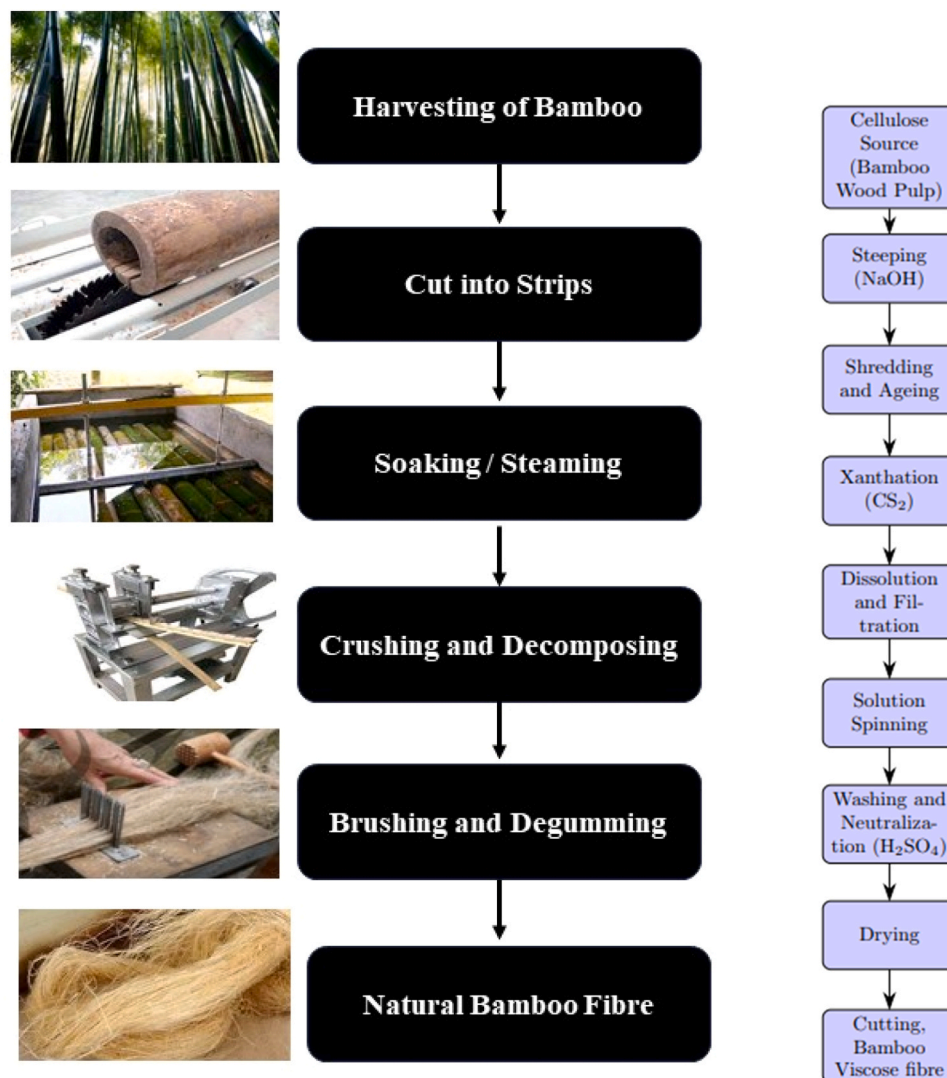 Harvesting of Bamboo
Cut into Strips
Soaking / Steaming
Crushing and Decomposing
Brushing and Degumming
Natural Bamboo Fibre
Cellulose
Source
(Bamboo
Wood Pulp)
Steeping
(NaOH)
Shredding
and Ageing
Xanthation
(CS₂)
Dissolution
and Fil-
tration
Solution
Spinning
Washing and
Neutraliza-
tion (H₂SO₄)
Drying
Cutting,
Bamboo
Viscose fibre